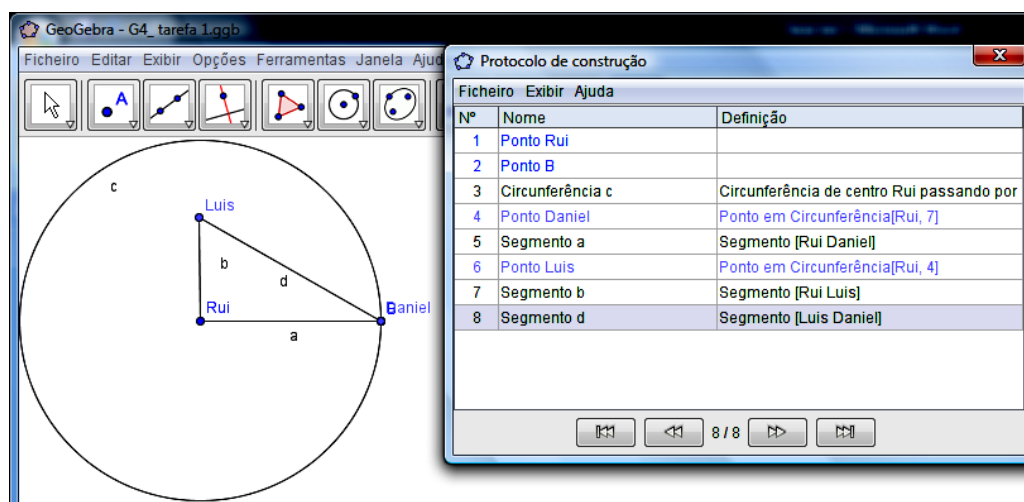 GeoGebra - G4_ tarefa 1.ggb
Ficheiro Editar Exibir Opções Ferramentas Janela Ajud
A
c
Luis
b
d
Rui
Daniel
a
Protocolo de construção
Ficheiro Exibir Ajuda
Nº Nome Definição
1 Ponto Rui
2 Ponto B
3 Circunferência c Circunferência de centro Rui passando por
4 Ponto Daniel Ponto em Circunferência[Rui, 7]
5 Segmento a Segmento [Rui Daniel]
6 Ponto Luis Ponto em Circunferência[Rui, 4]
7 Segmento b Segmento [Rui Luis]
8 Segmento d Segmento [Luis Daniel]
8 / 8